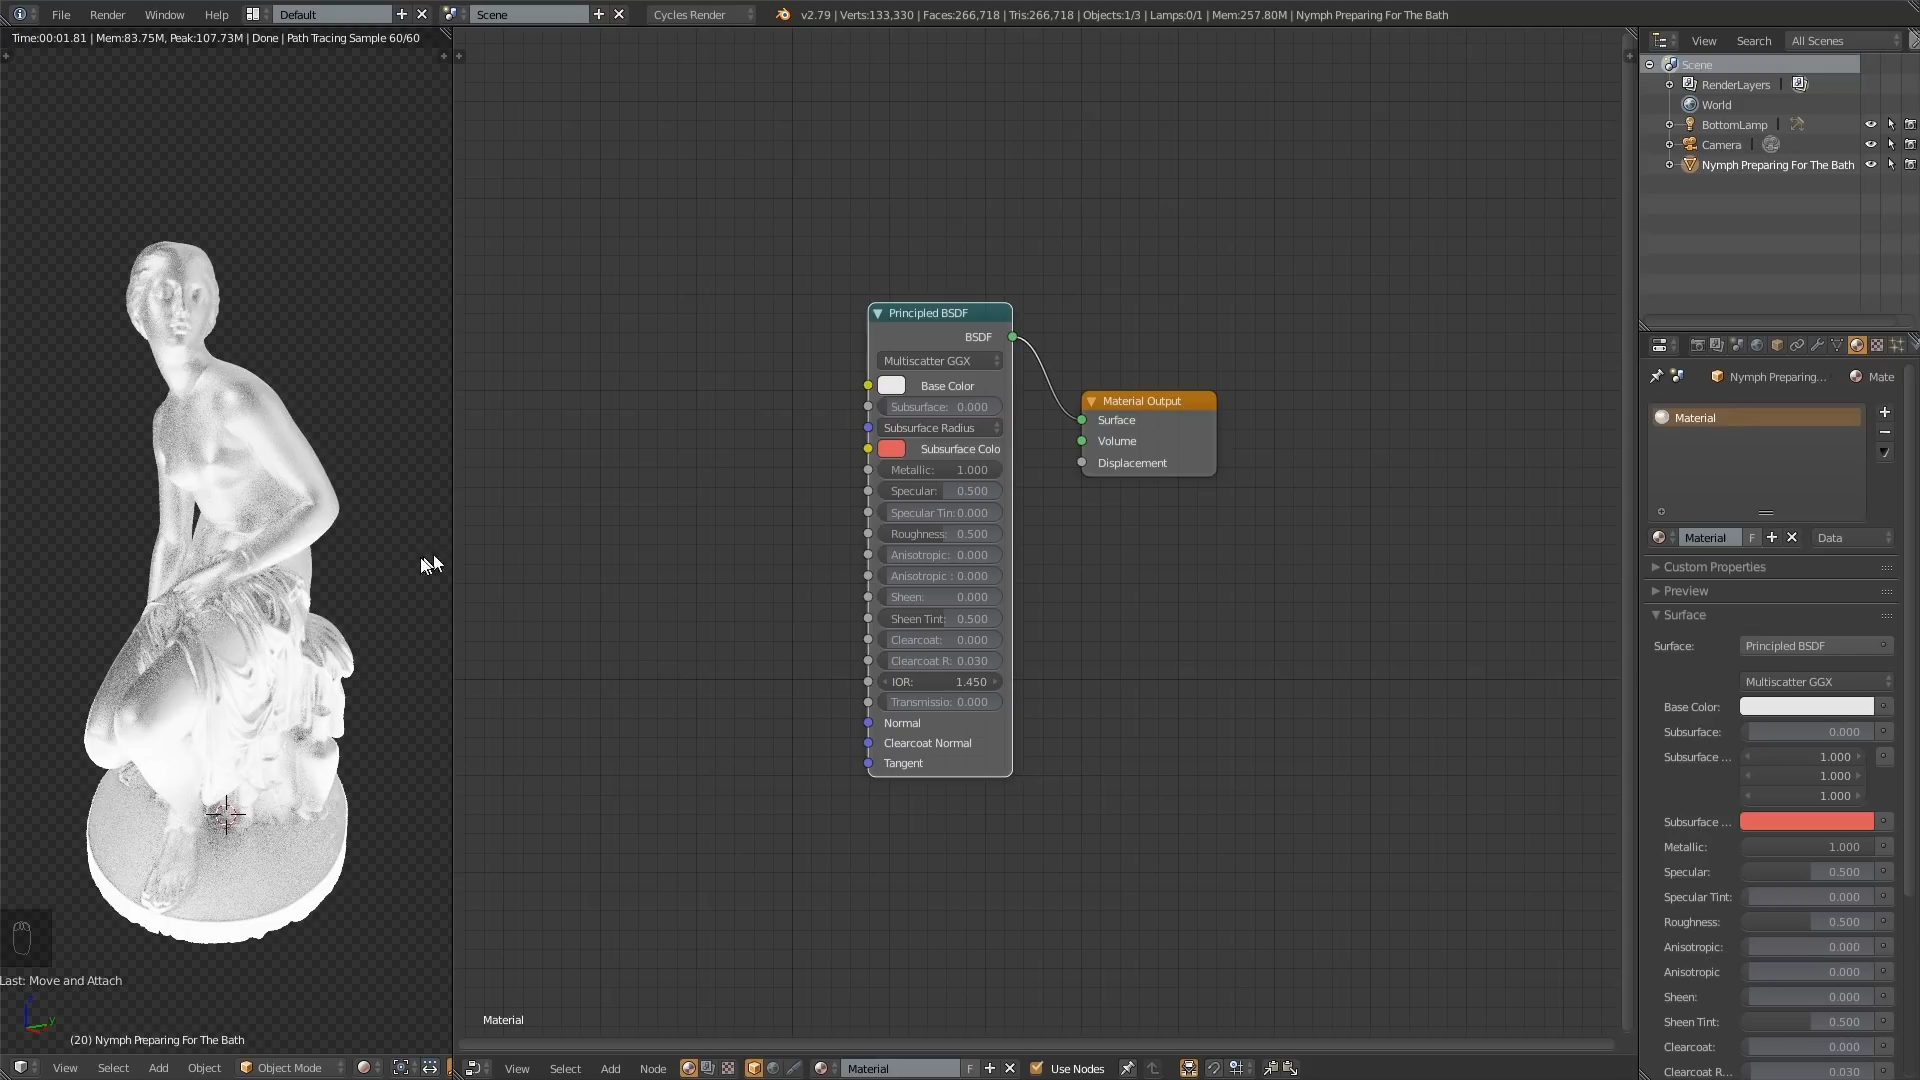 File Render Window Help Default Scene Cycles Render v2.79 | Verts:133,330 | Faces:266,718 | Tris:266,718 | Objects:1/3 | Lamps:0/1 | Mem:257.80M | Nymph Preparing For The Bath
Time:00:01.81 | Mem:83.75M, Peak:107.73M | Done | Path Tracing Sample 60/60
View Search All Scenes
Scene
RenderLayers |
World
BottomLamp |
Camera |
Nymph Preparing For The Bath
Principled BSDF
BSDF
Multiscatter GGX
Base Color
Subsurface: 0.000
Subsurface Radius
Subsurface Colo
Metallic: 1.000
Specular: 0.500
Specular Tin: 0.000
Roughness: 0.500
Anisotropic: 0.000
Anisotropic : 0.000
Sheen: 0.000
Sheen Tint: 0.500
Clearcoat: 0.000
Clearcoat R: 0.030
IOR: 1.450
Transmissio: 0.000
Normal
Clearcoat Normal
Tangent
Material Output
Surface
Volume
Displacement
Nymph Preparing... Mate
Material
Material F Data
Custom Properties
Preview
Surface
Surface: Principled BSDF
Multiscatter GGX
Base Color:
Subsurface: 0.000
Subsurface ... 1.000
1.000
1.000
Subsurface ...
Metallic: 1.000
Specular: 0.500
Specular Tint: 0.000
Roughness: 0.500
Anisotropic: 0.000
Anisotropic 0.000
Sheen: 0.000
Sheen Tint: 0.500
Clearcoat: 0.000
Clearcoat R... 0.030
Last: Move and Attach
(20) Nymph Preparing For The Bath
Material
View Select Add Object Object Mode
View Select Add Node Material F Use Nodes